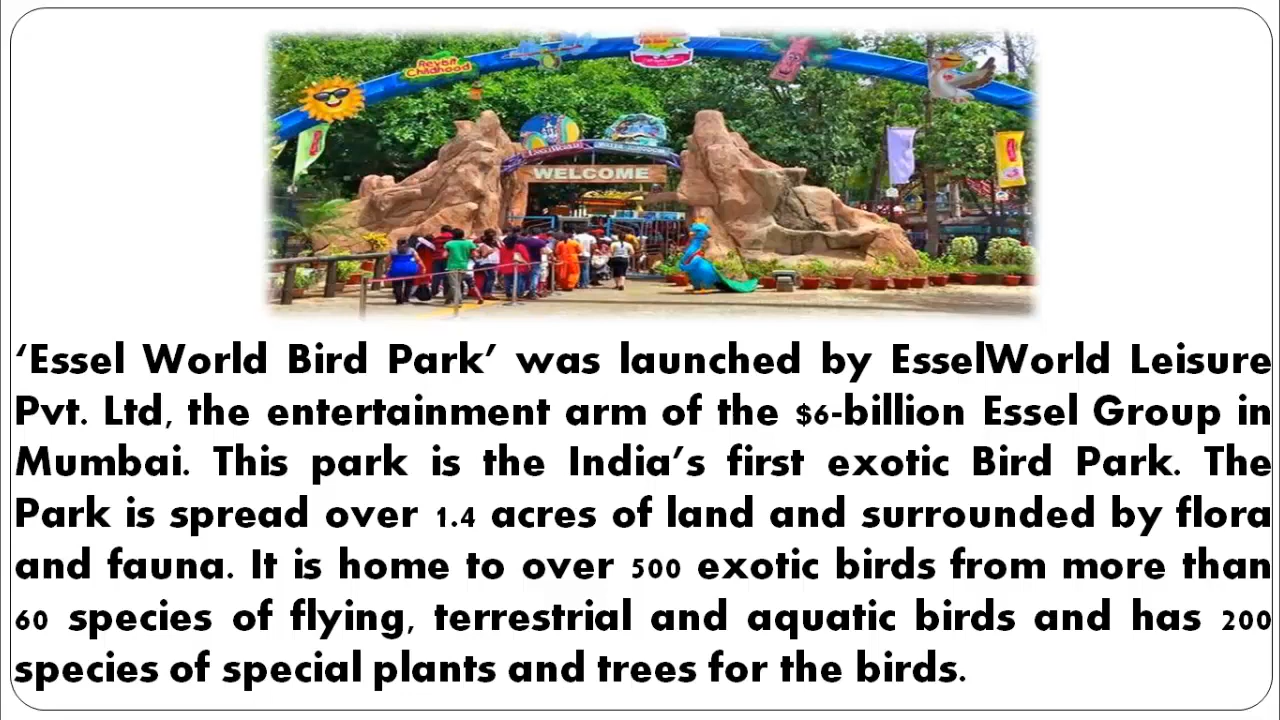 Revisit
Childhood
WELCOME
‘Essel World Bird Park’ was launched by EsselWorld Leisure
Pvt. Ltd, the entertainment arm of the $6-billion Essel Group in
Mumbai. This park is the India’s first exotic Bird Park. The
Park is spread over 1.4 acres of land and surrounded by flora
and fauna. It is home to over 500 exotic birds from more than
60 species of flying, terrestrial and aquatic birds and has 200
species of special plants and trees for the birds.